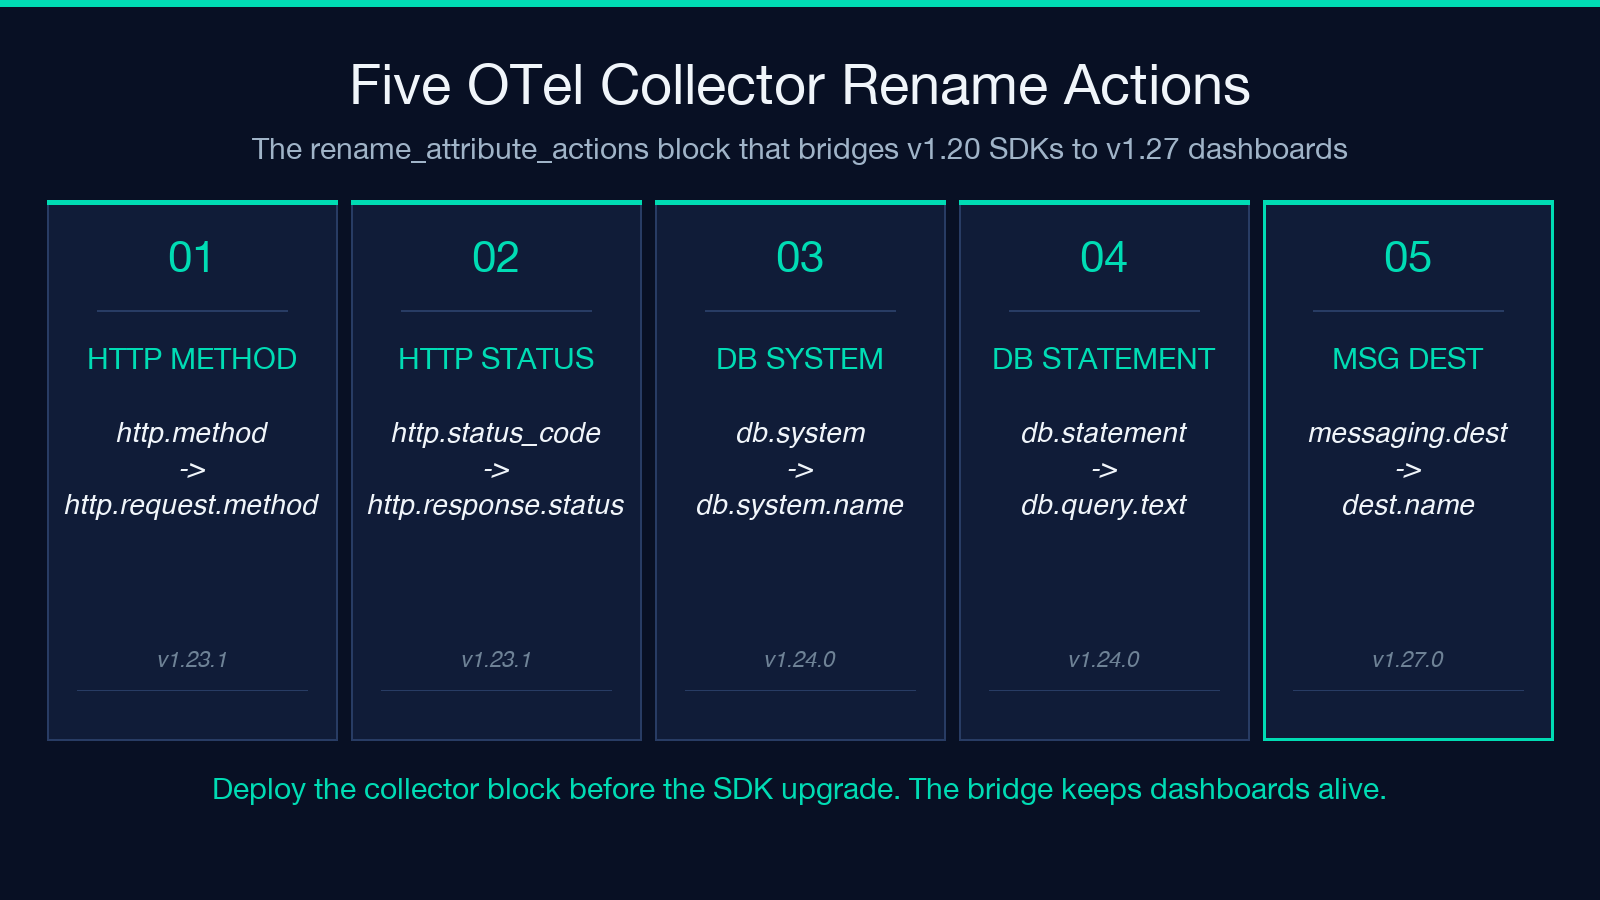 Five OTel Collector Rename Actions
The rename_attribute_actions block that bridges v1.20 SDKs to v1.27 dashboards
01
HTTP METHOD
http.method
->
http.request.method
v1.23.1
02
HTTP STATUS
http.status_code
->
http.response.status
v1.23.1
03
DB SYSTEM
db.system
->
db.system.name
v1.24.0
04
DB STATEMENT
db.statement
->
db.query.text
v1.24.0
05
MSG DEST
messaging.dest
->
dest.name
v1.27.0
Deploy the collector block before the SDK upgrade. The bridge keeps dashboards alive.